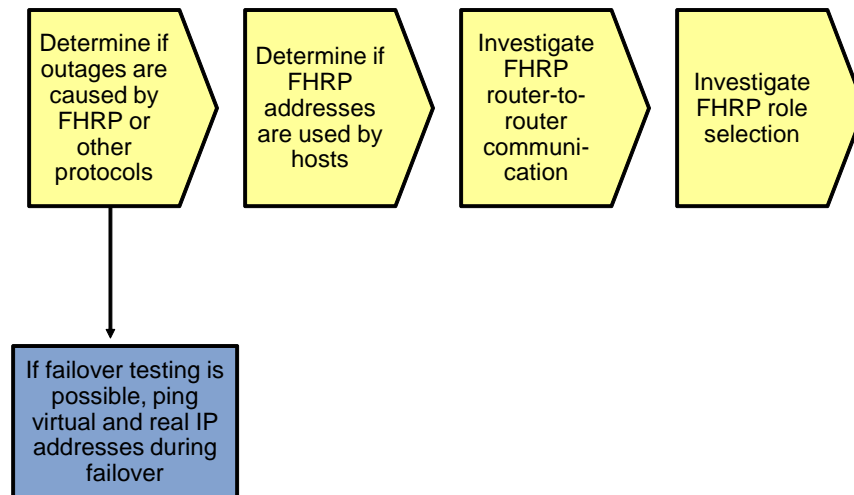 Determine if
outages are
caused by
FHRP or
other
protocols
Determine if
FHRP
addresses
are used by
hosts
Investigate
FHRP
router-to-
router
communi-
cation
Investigate
FHRP role
selection
If failover testing is
possible, ping
virtual and real IP
addresses during
failover